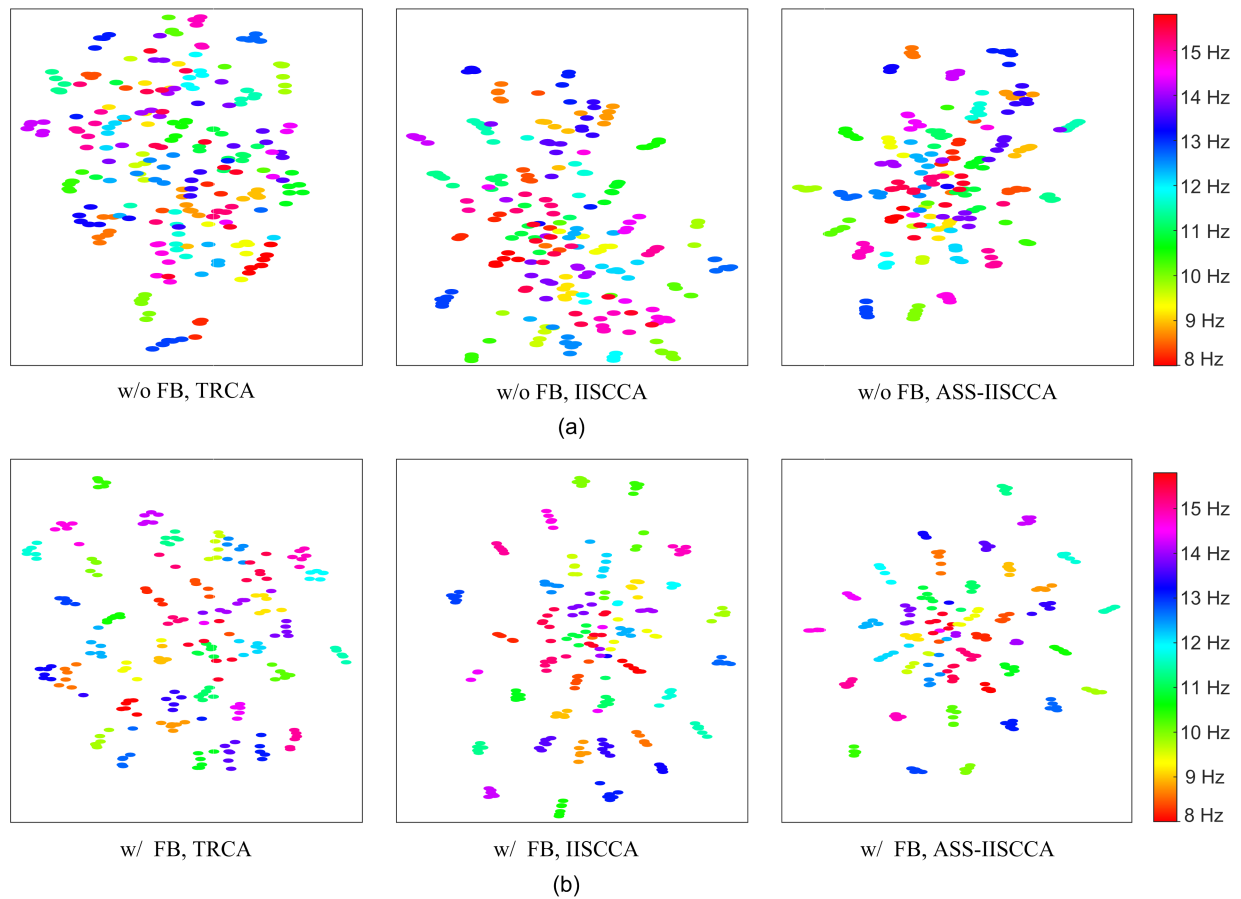 15 Hz
14 Hz
13 Hz
12 Hz
11 Hz
10 Hz
9 Hz
8 Hz
w/o FB, TRCA
w/o FB, IISCCA
w/o FB, ASS-IISCCA
(a)
15 Hz
14 Hz
13 Hz
12 Hz
11 Hz
10 Hz
9 Hz
8 Hz
w/ FB, TRCA
w/ FB, IISCCA
w/ FB, ASS-IISCCA
(b)